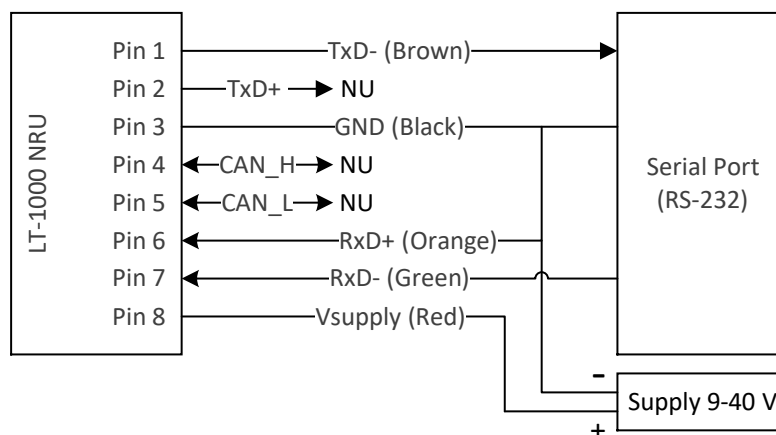 LT-1000 NRU
Pin 1 TxD- (Brown)
Pin 2 TxD+ NU
Pin 3 GND (Black)
Pin 4 CAN_H NU
Pin 5 CAN_L NU
Pin 6 RxD+ (Orange)
Pin 7 RxD- (Green)
Pin 8 Vsupply (Red)
Serial Port
(RS-232)
-
Supply 9-40 V
+